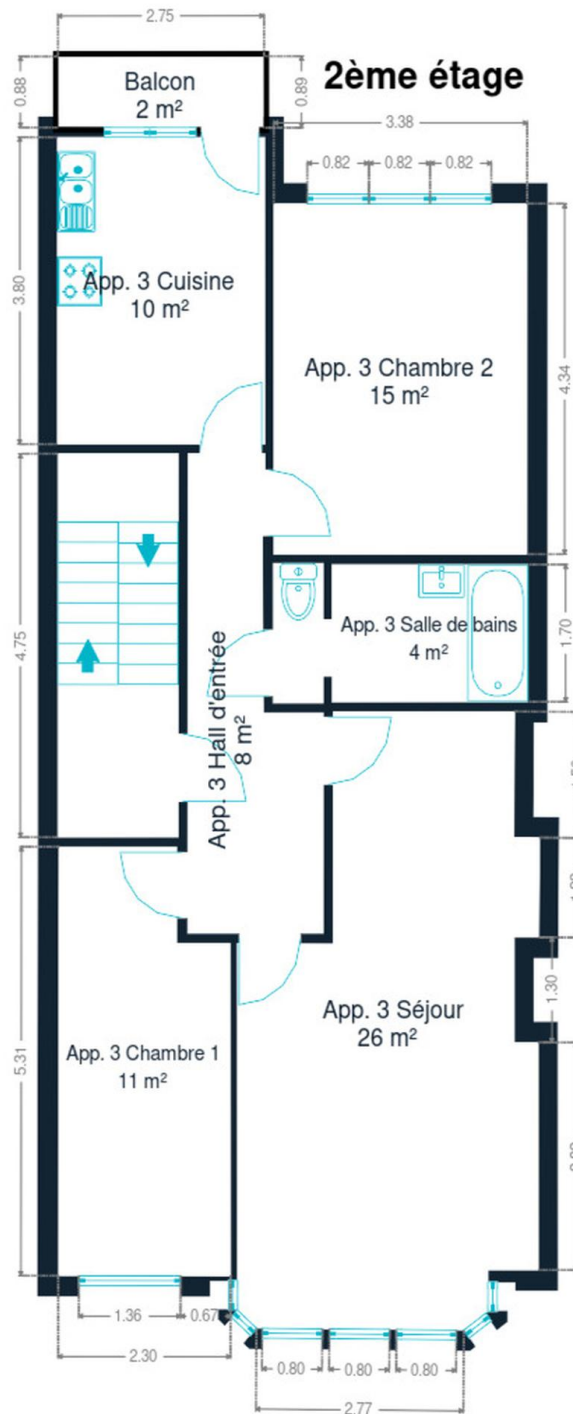 2.75
2ème étage
0.88
Balcon
2 m²
0.89
3.38
0.82
0.82
0.82
3.80
App. 3 Cuisine
10 m²
App. 3 Chambre 2
15 m²
4.34
4.75
App. 3 Hall d'entrée
8 m²
App. 3 Salle de bains
4 m²
1.70
5.31
App. 3 Séjour
26 m²
1.30
App. 3 Chambre 1
11 m²
1.36
0.67
2.30
0.80
0.80
0.80
2.77